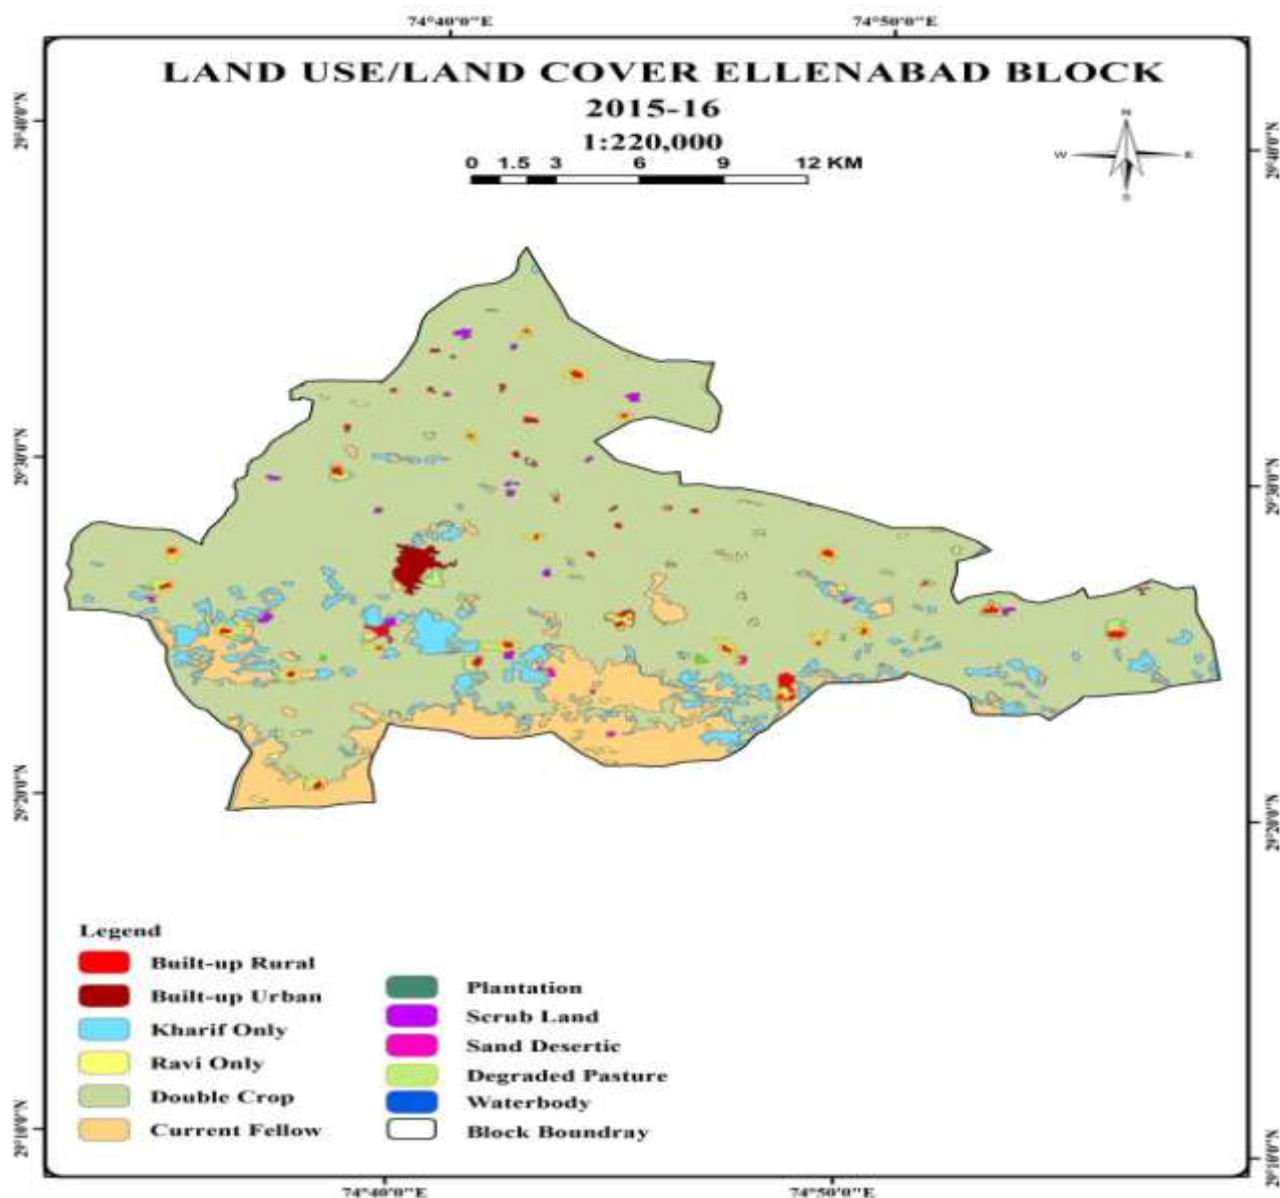 74°40'0"E 74°50'0"E
LAND USE/LAND COVER ELLENABAD BLOCK
2015-16
1:220,000
0 1.5 3 6 9 12 KM
N
W E
S
29°40'0"N 29°40'0"N
29°30'0"N 29°30'0"N
29°20'0"N 29°20'0"N
29°10'0"N 29°10'0"N
Legend
Built-up Rural
Built-up Urban
Kharif Only
Ravi Only
Double Crop
Current Fellow
Plantation
Scrub Land
Sand Desertic
Degraded Pasture
Waterbody
Block Boundray
74°40'0"E 74°50'0"E